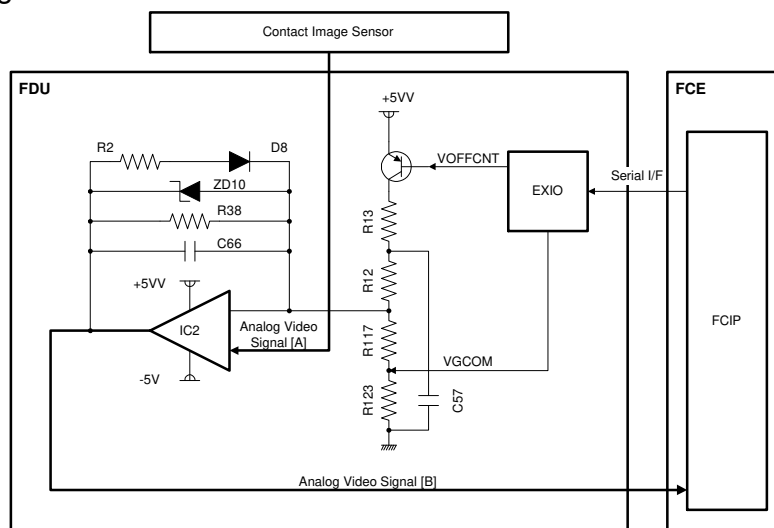 Contact Image Sensor
FDU
FCE
+5VV
R2
D8
VOFFCNT
EXIO
Serial I/F
ZD10
R13
R38
C66
R12
+5VV
FCIP
IC2
Analog Video
Signal [A]
R117
VGCOM
-5V
R123
C57
Analog Video Signal [B]